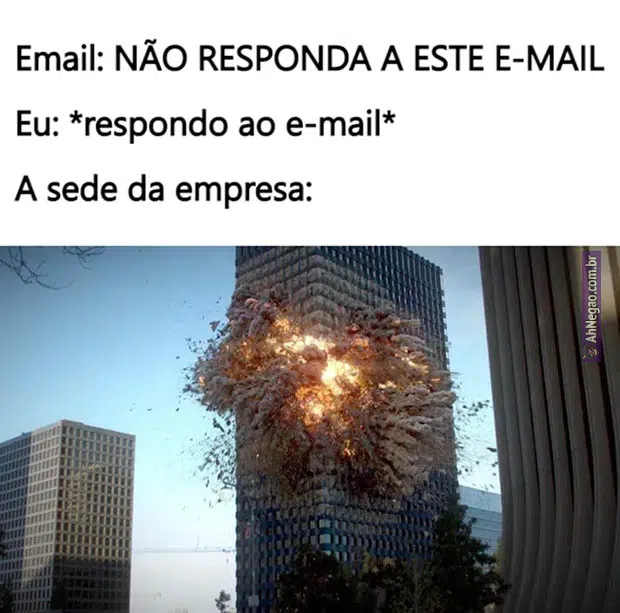 Email: NÃO RESPONDA A ESTE E-MAIL
Eu: *respondo ao e-mail*
A sede da empresa:
AhNegao.com.br